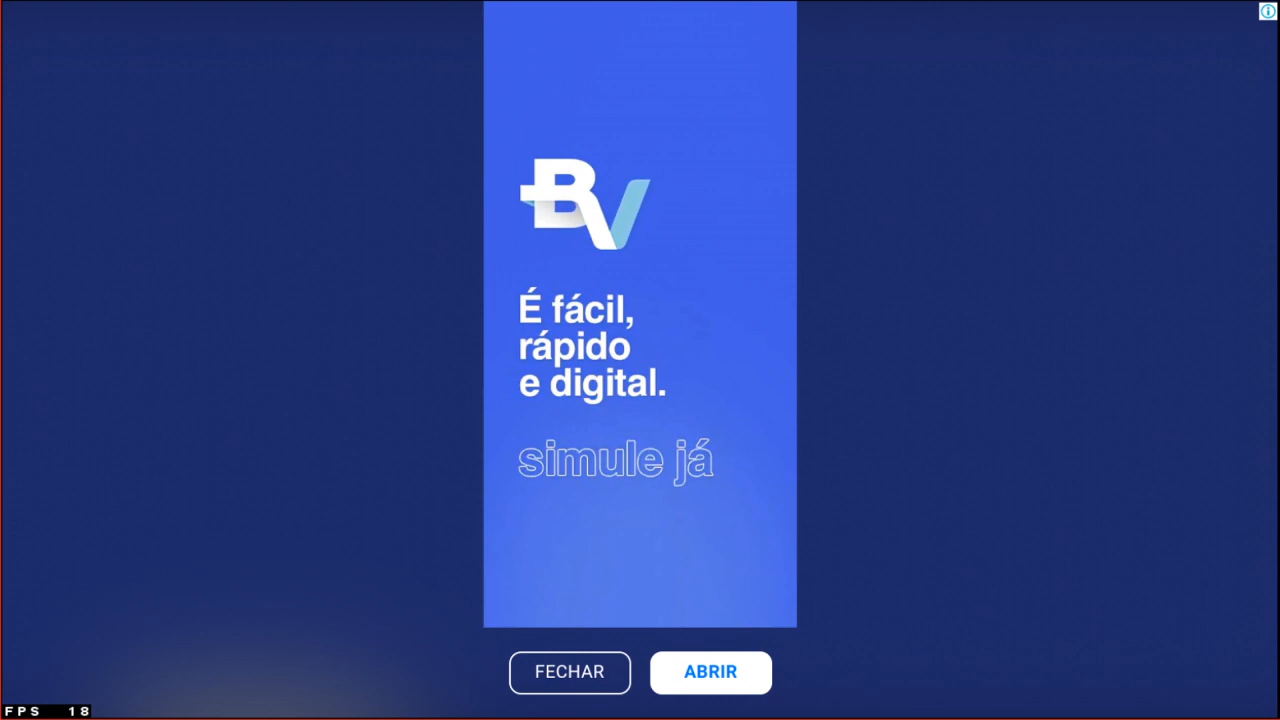 BV
É fácil,
rápido
e digital.
simule já
FECHAR
ABRIR
FPS 18